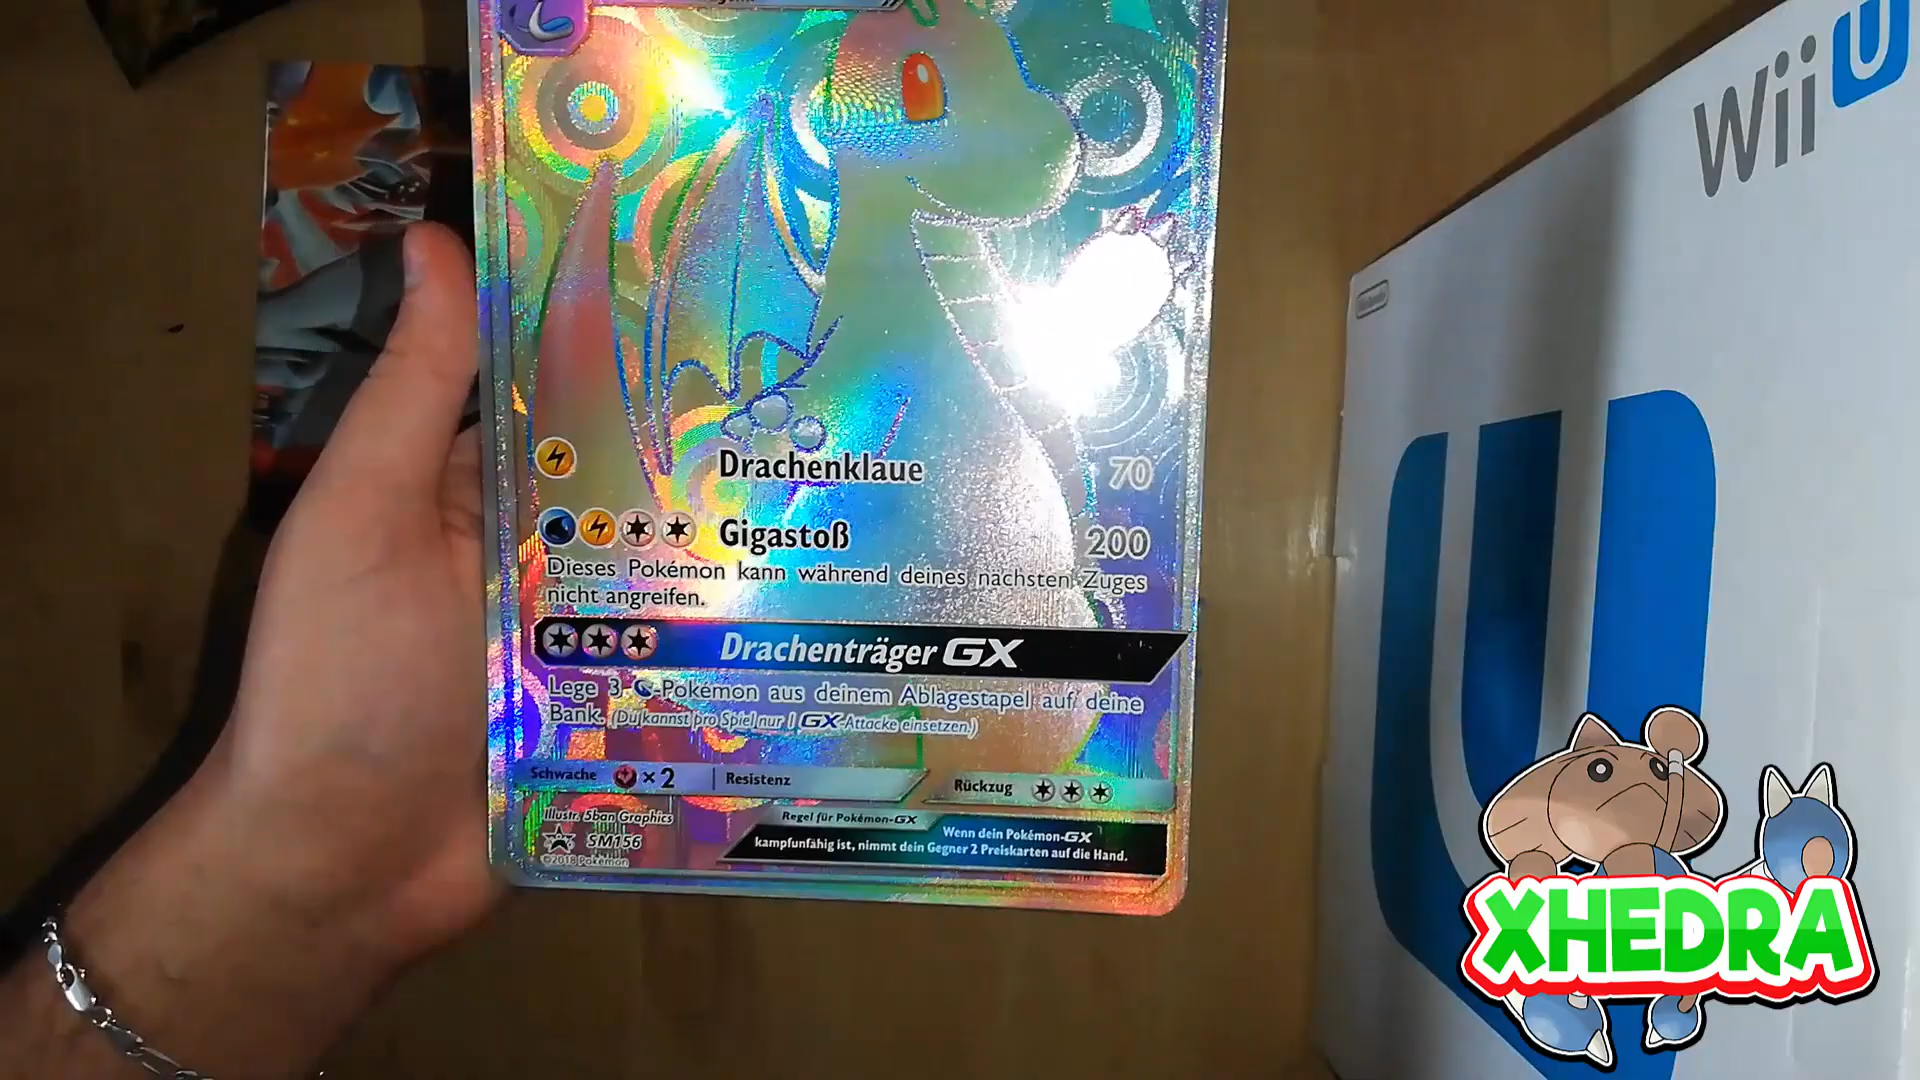 Wii U
Nintendo
Drachenklaue 70
Gigastoß 200
Dieses Pokémon kann während deines nächsten Zuges
nicht angreifen.
Drachenträger GX
Lege 3 -Pokémon aus deinem Ablagestapel auf deine
Bank. (Du kannst pro Spiel nur 1 GX-Attacke einsetzen.)
Schwäche ×2 Resistenz Rückzug
Illustr. 5ban Graphics
SM156
©2018 Pokémon
Regel für Pokémon-GX
Wenn dein Pokémon-GX
kampfunfähig ist, nimmt dein Gegner 2 Preiskarten auf die Hand.
U
XHEDRA